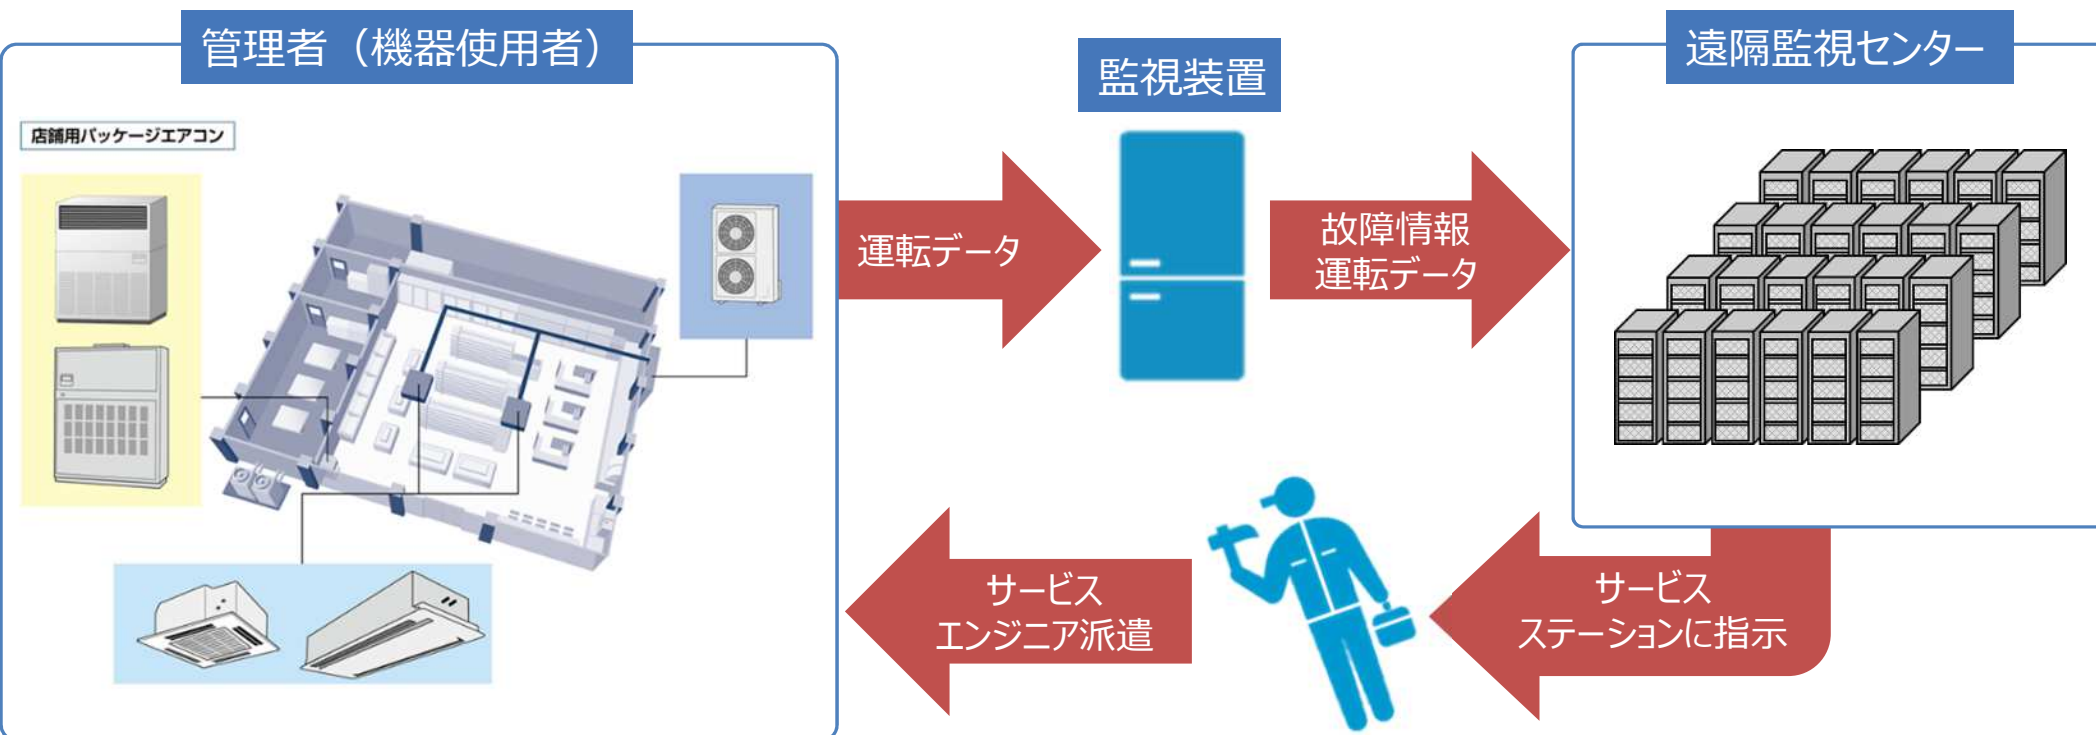 管理者（機器使用者）
監視装置
遠隔監視センター
店舗用パッケージエアコン
運転データ
故障情報
運転データ
サービス
エンジニア派遣
サービス
ステーションに指示